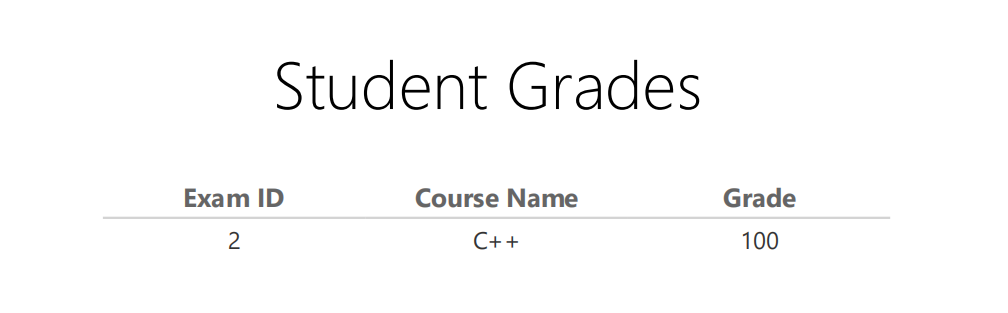 Student Grades
Exam ID Course Name Grade
2 C++ 100